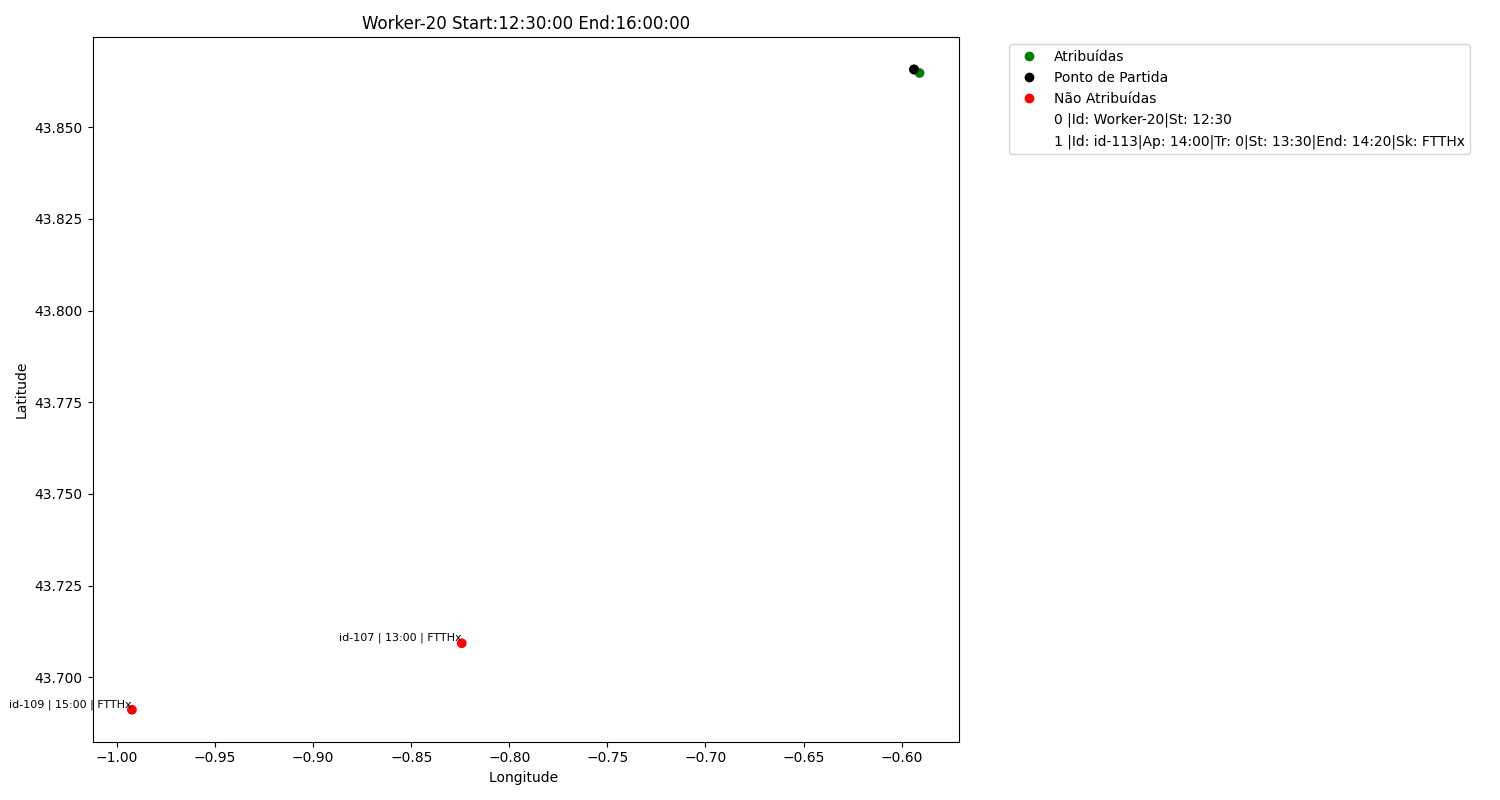 Worker-20 Start:12:30:00 End:16:00:00
Atribuídas
Ponto de Partida
Não Atribuídas
0 |Id: Worker-20|St: 12:30
1 |Id: id-113|Ap: 14:00|Tr: 0|St: 13:30|End: 14:20|Sk: FTTHx
Latitude
43.850
43.825
43.800
43.775
43.750
43.725
43.700
id-107 | 13:00 | FTTHx
id-109 | 15:00 | FTTHx
−1.00 −0.95 −0.90 −0.85 −0.80 −0.75 −0.70 −0.65 −0.60
Longitude